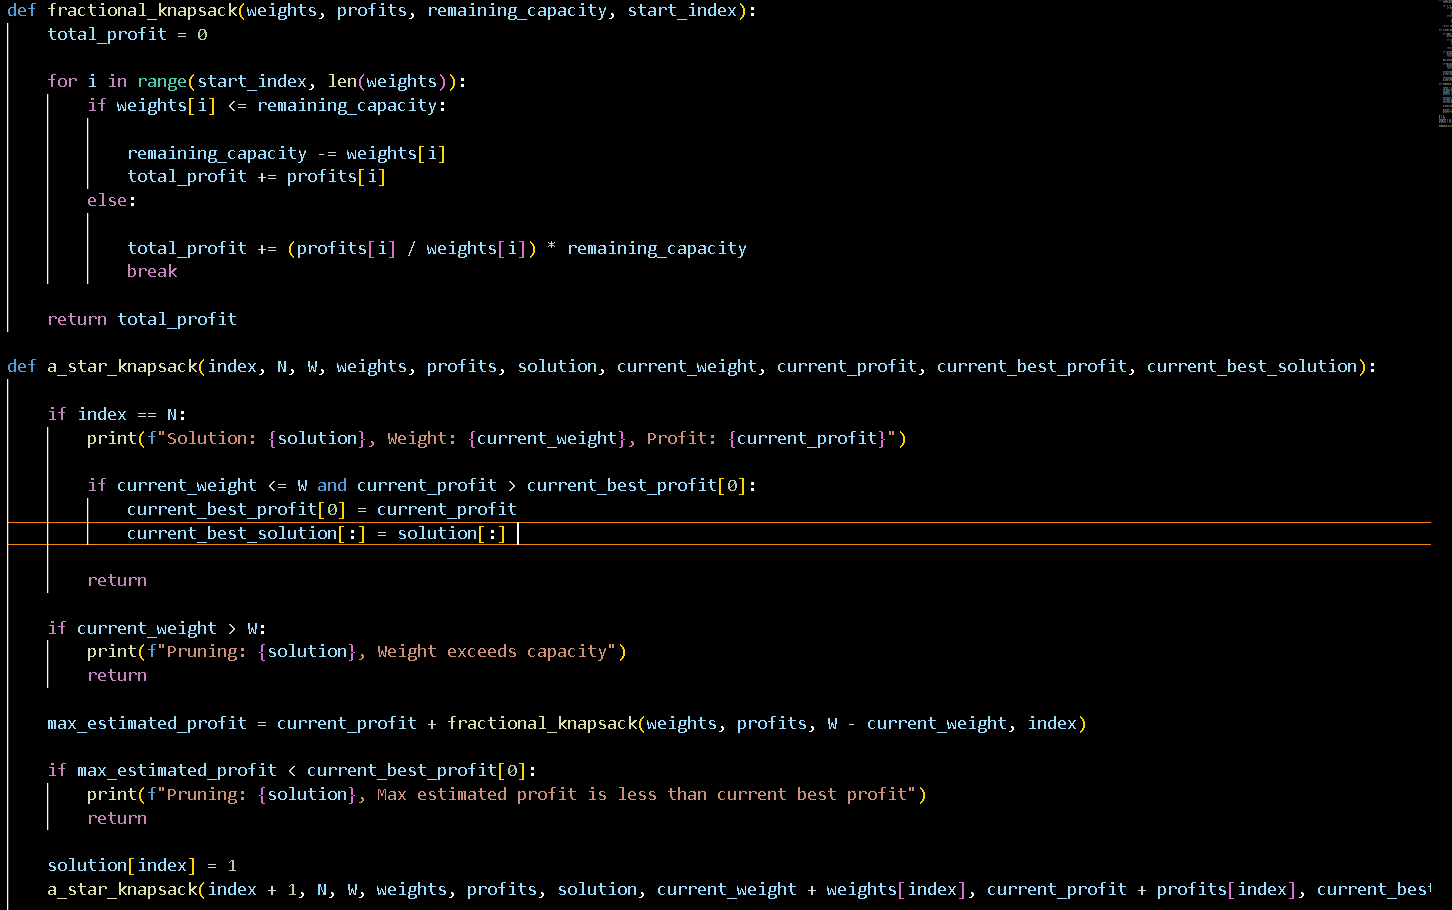 def fractional_knapsack(weights, profits, remaining_capacity, start_index):
total_profit = 0
for i in range(start_index, len(weights)):
if weights[i] <= remaining_capacity:
remaining_capacity -= weights[i]
total_profit += profits[i]
else:
total_profit += (profits[i] / weights[i]) * remaining_capacity
break
return total_profit
def a_star_knapsack(index, N, W, weights, profits, solution, current_weight, current_profit, current_best_profit, current_best_solution):
if index == N:
print(f"Solution: {solution}, Weight: {current_weight}, Profit: {current_profit}")
if current_weight <= W and current_profit > current_best_profit[0]:
current_best_profit[0] = current_profit
current_best_solution[:] = solution[:]
return
if current_weight > W:
print(f"Pruning: {solution}, Weight exceeds capacity")
return
max_estimated_profit = current_profit + fractional_knapsack(weights, profits, W - current_weight, index)
if max_estimated_profit < current_best_profit[0]:
print(f"Pruning: {solution}, Max estimated profit is less than current best profit")
return
solution[index] = 1
a_star_knapsack(index + 1, N, W, weights, profits, solution, current_weight + weights[index], current_profit + profits[index], current_best